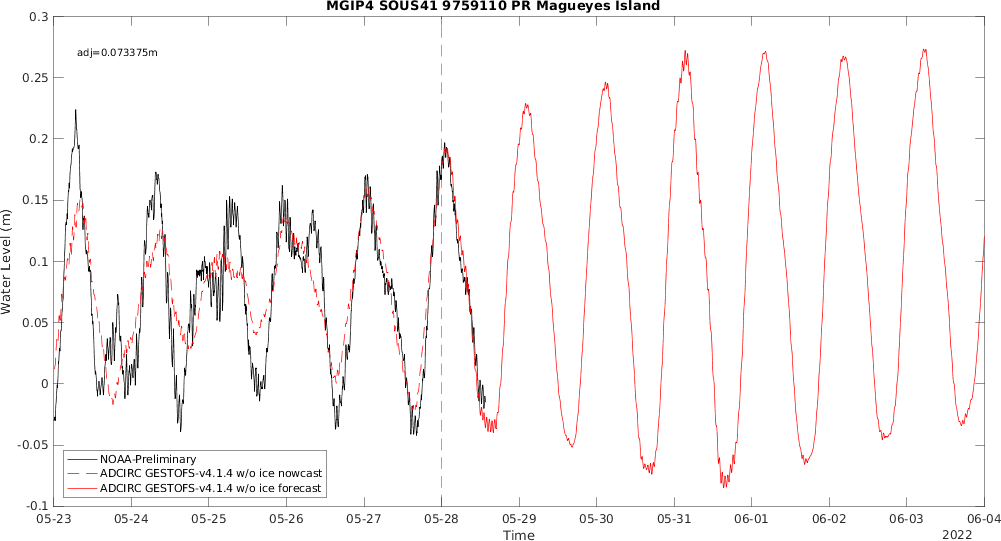 MGIP4 SOUS41 9759110 PR Magueyes Island
adj=0.073375m
0.3
0.25
0.2
0.15
0.1
0.05
0
-0.05
-0.1
Water Level (m)
NOAA-Preliminary
ADCIRC GESTOFS-v4.1.4 w/o ice nowcast
ADCIRC GESTOFS-v4.1.4 w/o ice forecast
05-23 05-24 05-25 05-26 05-27 05-28 05-29 05-30 05-31 06-01 06-02 06-03 06-04
Time
2022